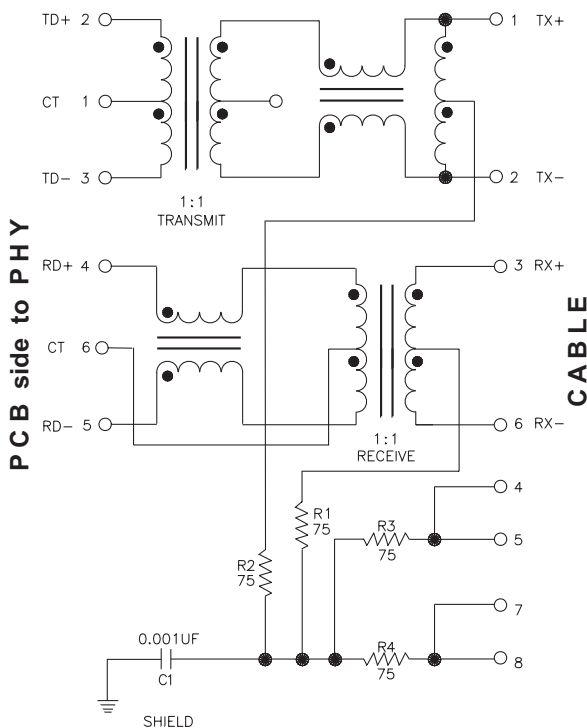 TD+ 2
1 TX+
CT 1
TD- 3
2 TX-
1:1
TRANSMIT
PCB side to PHY
CABLE
RD+ 4
3 RX+
CT 6
RD- 5
6 RX-
1:1
RECEIVE
4
R1
75
R3
75
5
R2
75
7
0.001UF
C1
R4
75
8
SHIELD